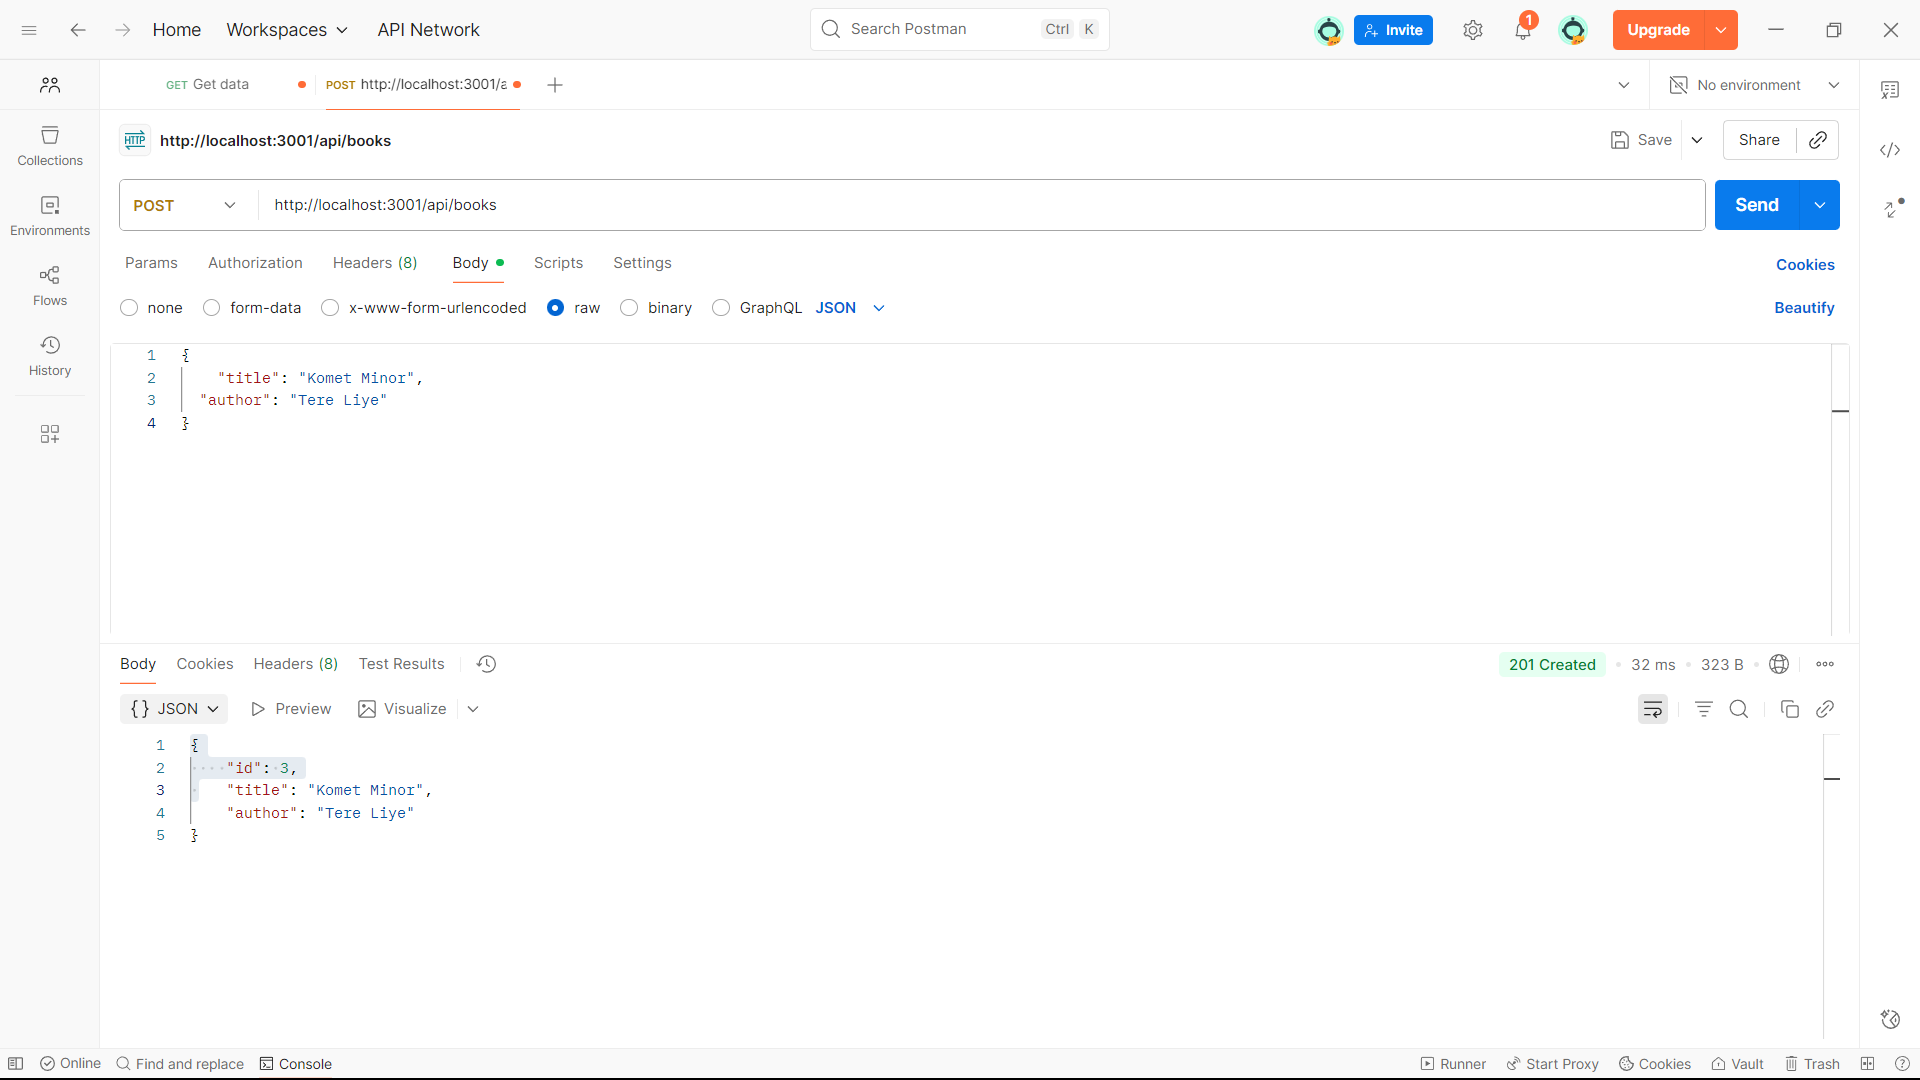 Home Workspaces API Network Search Postman Ctrl K Invite 1 Upgrade
GET Get data POST http://localhost:3001/a No environment
HTTP http://localhost:3001/api/books Save Share
POST http://localhost:3001/api/books Send
Collections
Environments
Flows
History
Params Authorization Headers (8) Body Scripts Settings Cookies
none form-data x-www-form-urlencoded raw binary GraphQL JSON Beautify
1 {
2 "title": "Komet Minor",
3 "author": "Tere Liye"
4 }
Body Cookies Headers (8) Test Results 201 Created 32 ms 323 B
{} JSON Preview Visualize
1 {
2 "id": 3,
3 "title": "Komet Minor",
4 "author": "Tere Liye"
5 }
Online Find and replace Console Runner Start Proxy Cookies Vault Trash